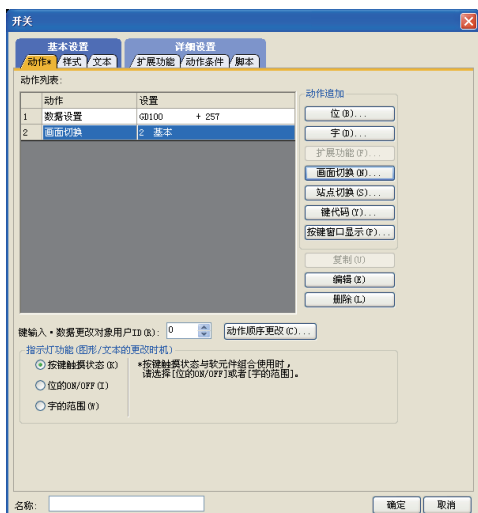 开关
基本设置
详细设置
动作* 样式 文本 扩展功能 动作条件 脚本
动作列表:
动作 设置
1 数据设置 GD100 + 257
2 画面切换 2 基本
动作追加
位(B)...
字(D)...
扩展功能(F)...
画面切换(N)...
站点切换(S)...
键代码(Y)...
按键窗口显示(P)...
复制(U)
编辑(E)
删除(L)
键输入・数据更改对象用户ID(R): 0 动作顺序更改(C)...
指示灯功能(图形/文本的更改时机)
按键触摸状态(K)
位的ON/OFF(I)
字的范围(W)
*按键触摸状态与软元件组合使用时，
请选择[位的ON/OFF]或者[字的范围]。
名称: 确定 取消